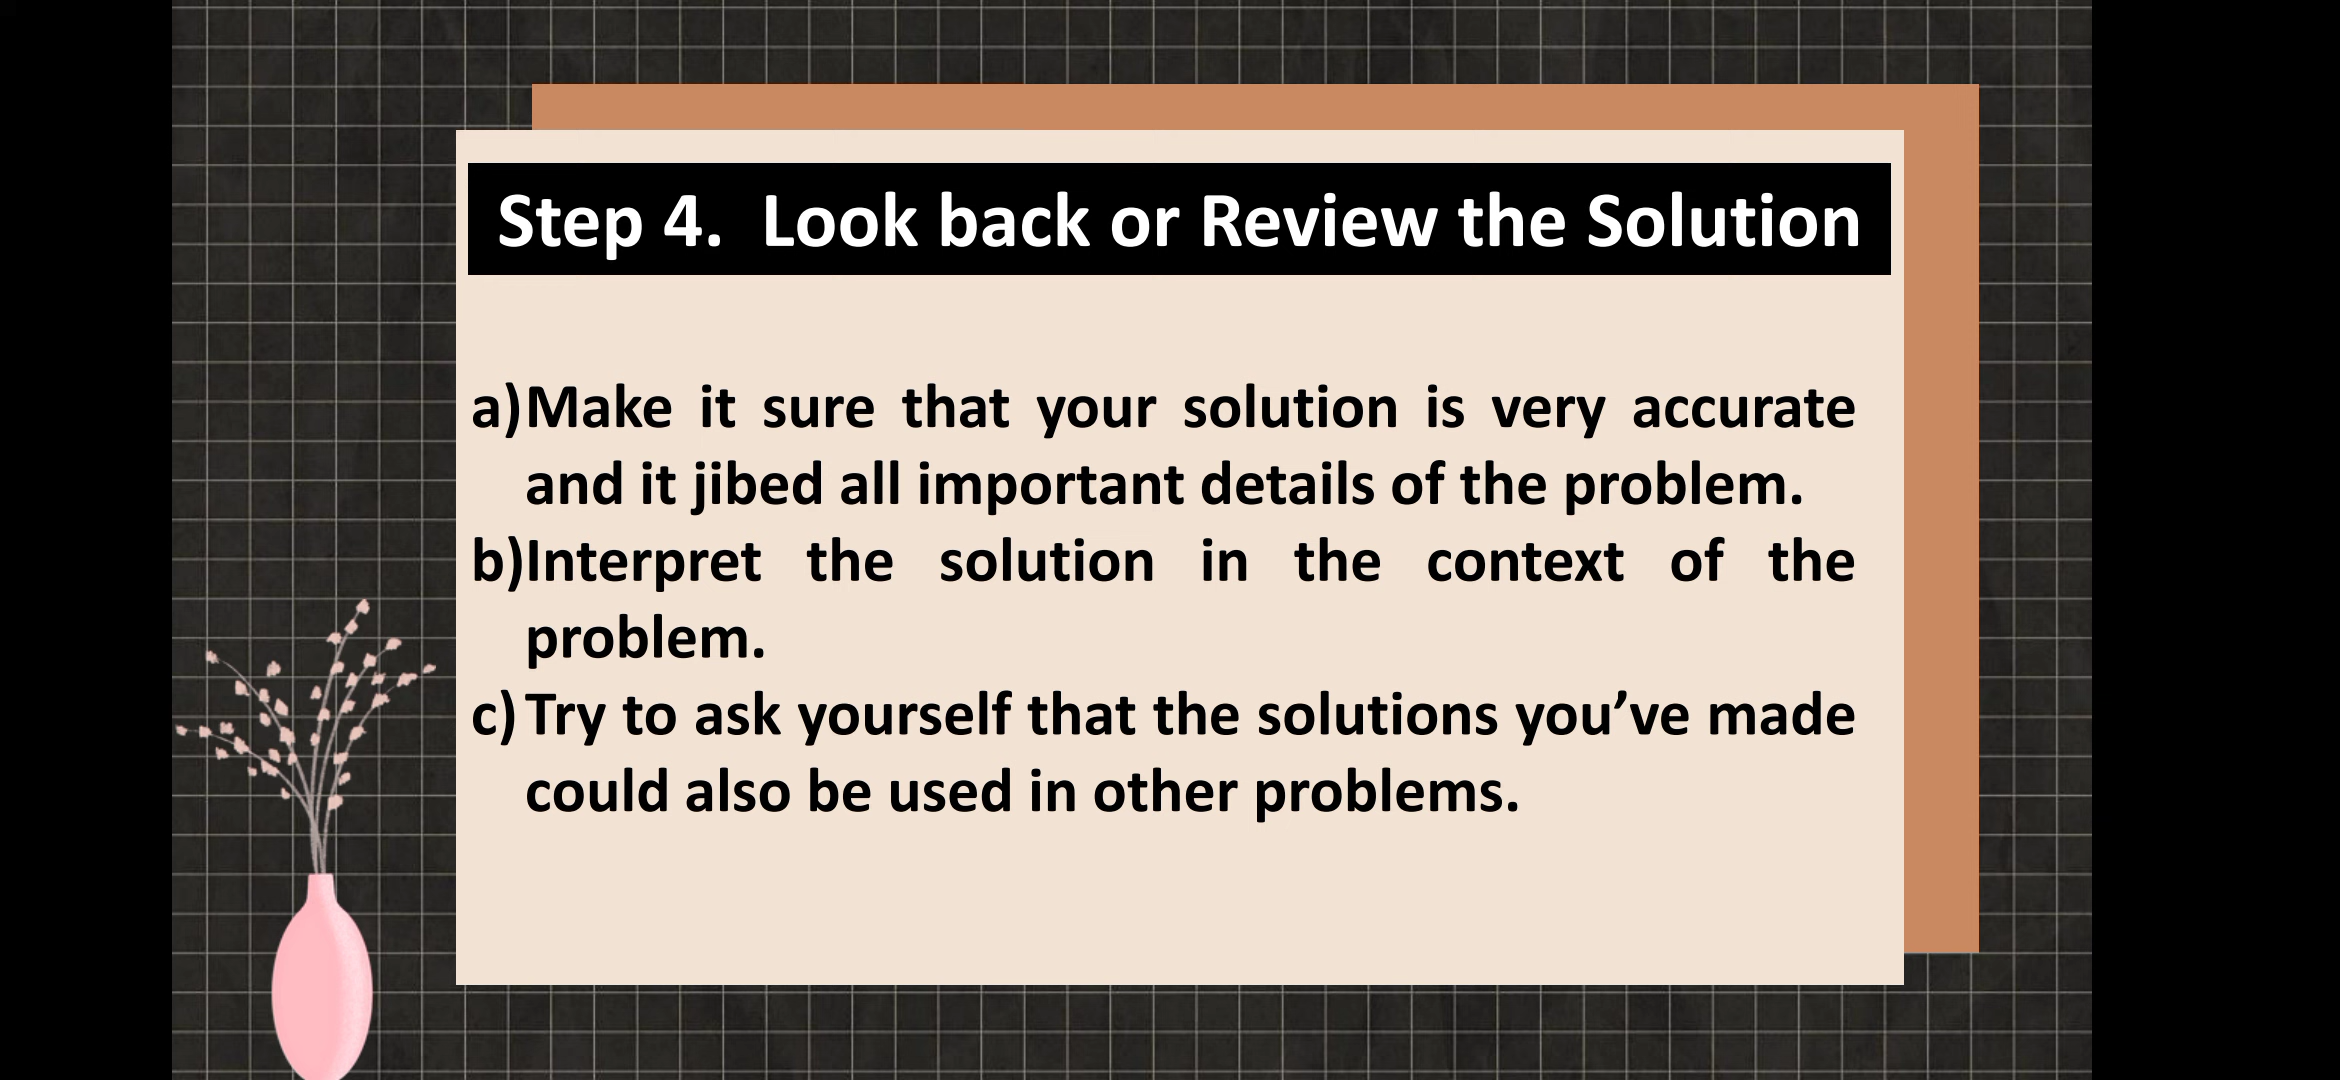 Step 4.  Look back or Review the Solution
a)Make it sure that your solution is very accurate
and it jibed all important details of the problem.
b)Interpret the solution in the context of the
problem.
c)Try to ask yourself that the solutions you’ve made
could also be used in other problems.